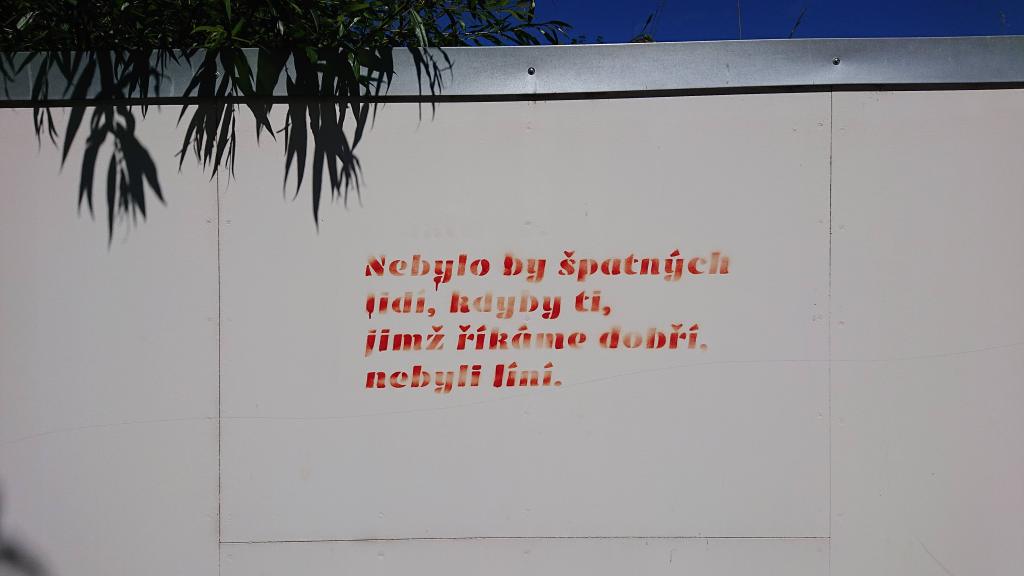 Nebylo by špatných
lidí, kdyby ti,
jimž říkáme dobří,
nebyli líní.